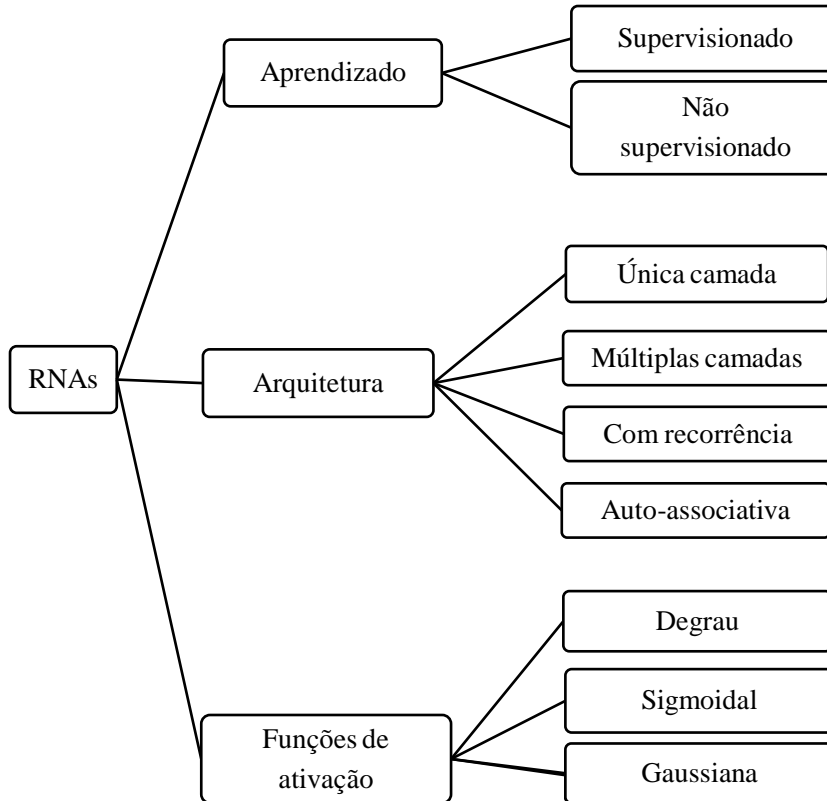 Supervisionado
Aprendizado
Não
supervisionado
Única camada
Múltiplas camadas
RNAs
Arquitetura
Com recorrência
Auto-associativa
Degrau
Sigmoidal
Funções de
ativação
Gaussiana